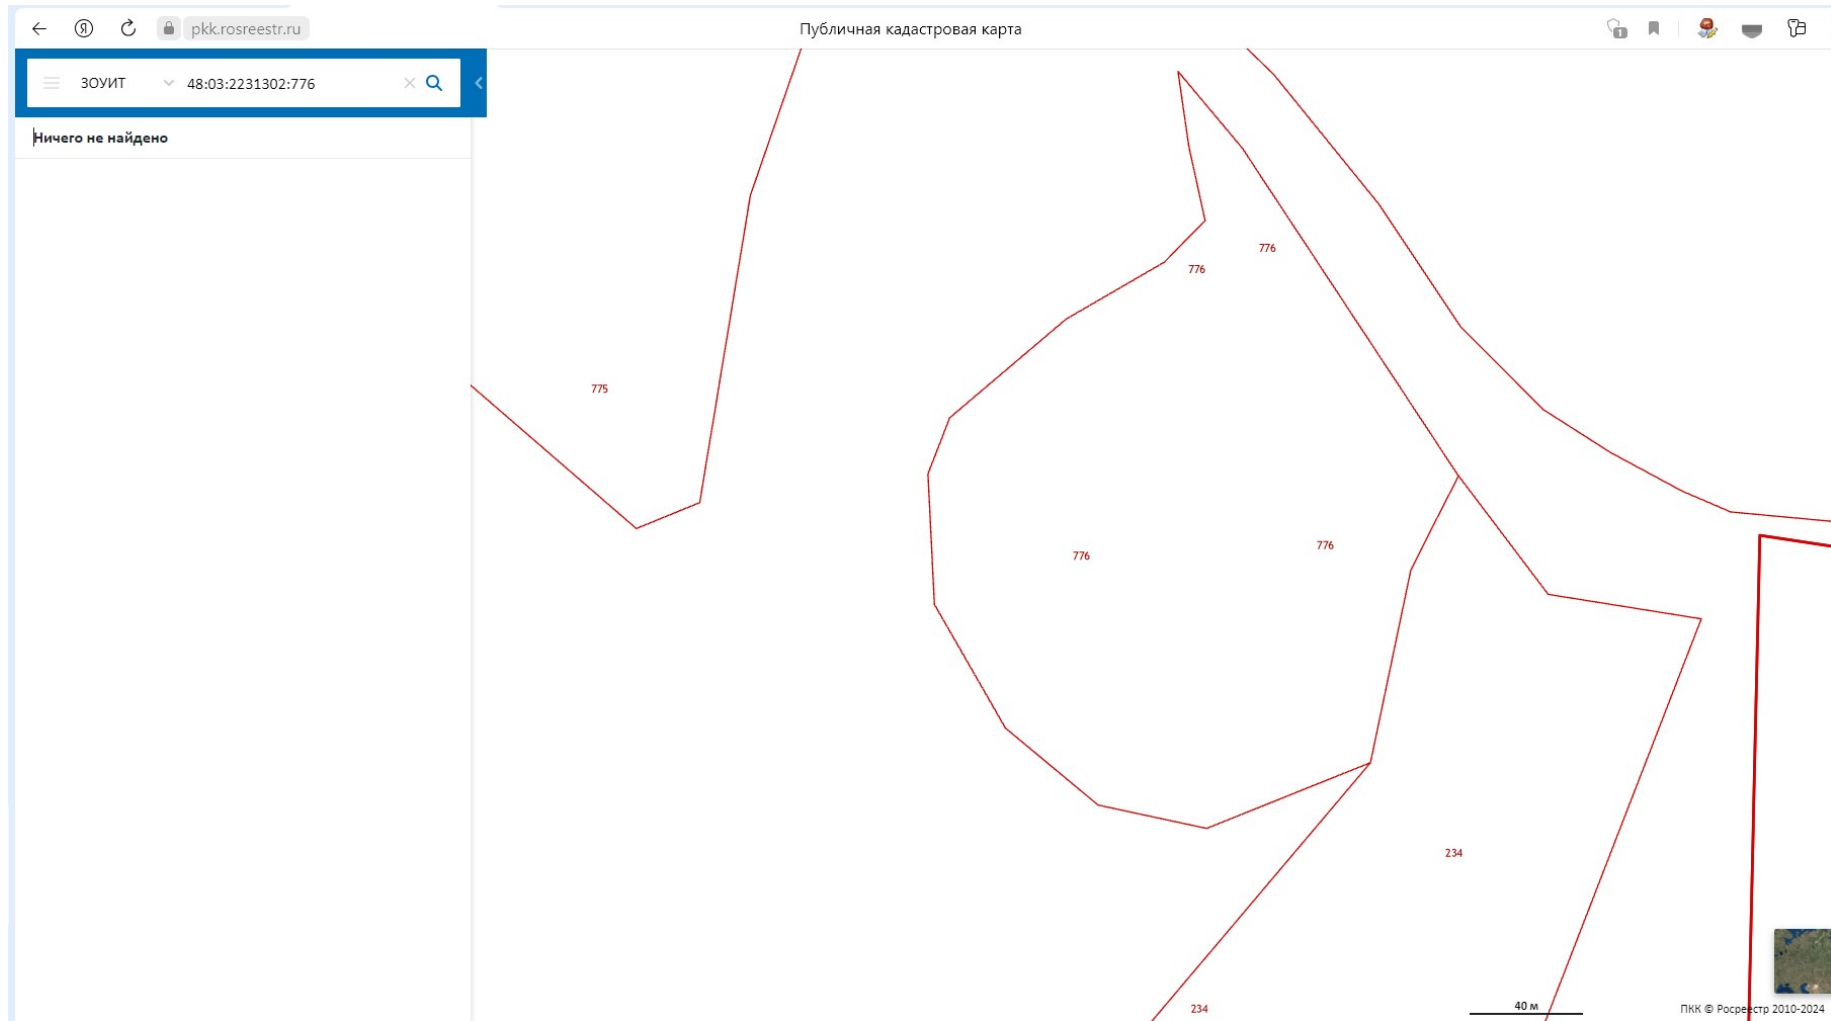 Я pkk.rosreestr.ru
Публичная кадастровая карта
1
ЗОУИТ 48:03:2231302:776
Ничего не найдено
776
776
775
776
776
234
234
40 м
ПКК © Росреестр 2010-2024